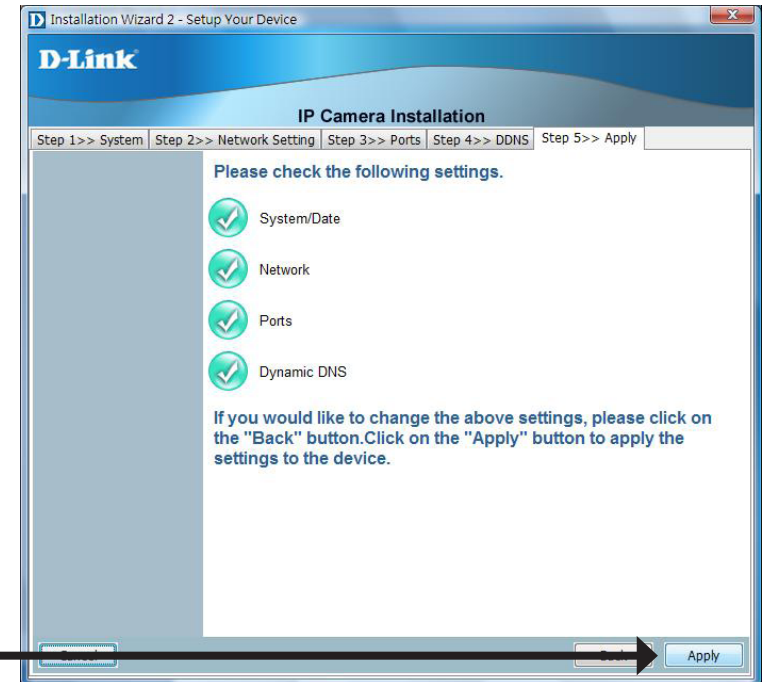 Installation Wizard 2 - Setup Your Device
D-Link
IP Camera Installation
Step 1>> System Step 2>> Network Setting Step 3>> Ports Step 4>> DDNS Step 5>> Apply
Please check the following settings.
System/Date
Network
Ports
Dynamic DNS
If you would like to change the above settings, please click on
the "Back" button.Click on the "Apply" button to apply the
settings to the device.
Apply